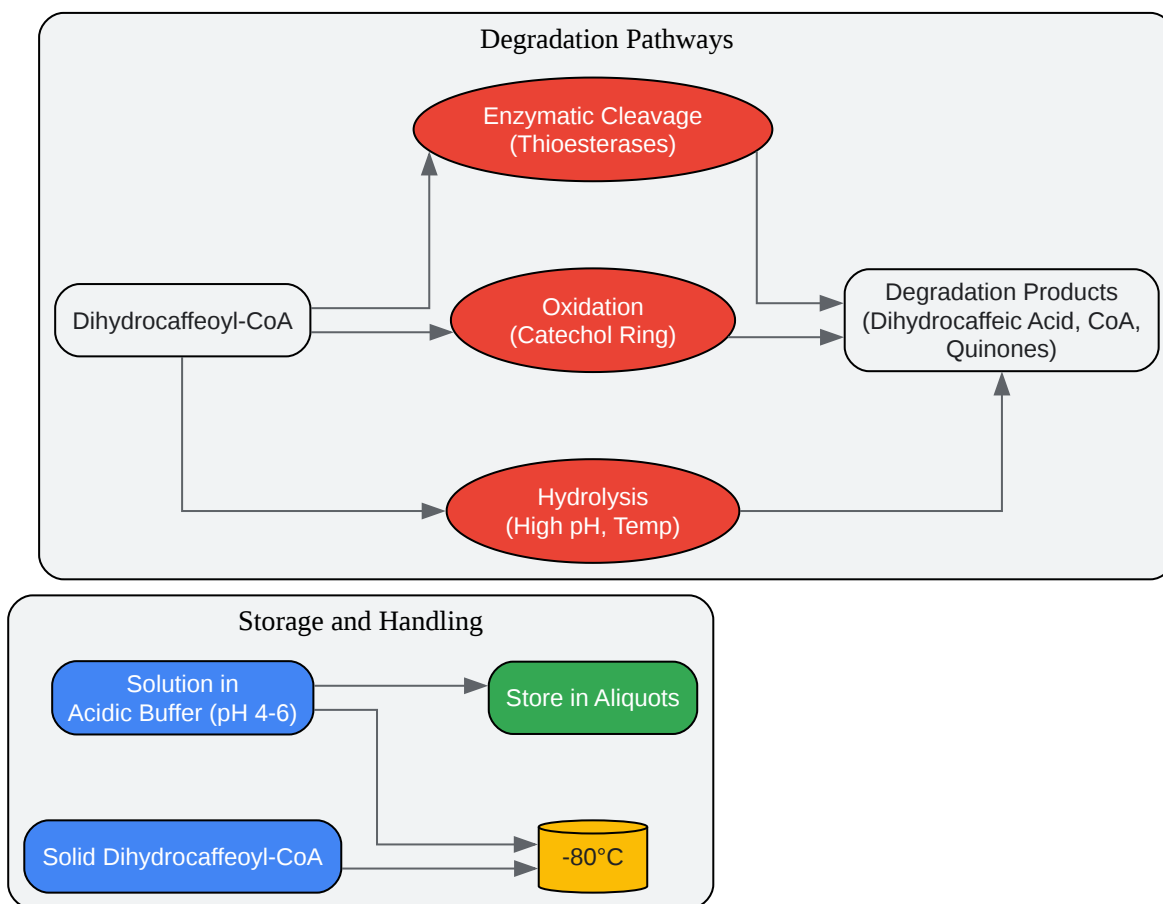 Degradation Pathways
Enzymatic Cleavage
(Thioesterases)
Dihydrocaffeoyl-CoA
Oxidation
(Catechol Ring)
Degradation Products
(Dihydrocaffeic Acid, CoA,
Quinones)
Hydrolysis
(High pH, Temp)
Storage and Handling
Solution in
Acidic Buffer (pH 4-6)
Store in Aliquots
Solid Dihydrocaffeoyl-CoA
-80°C